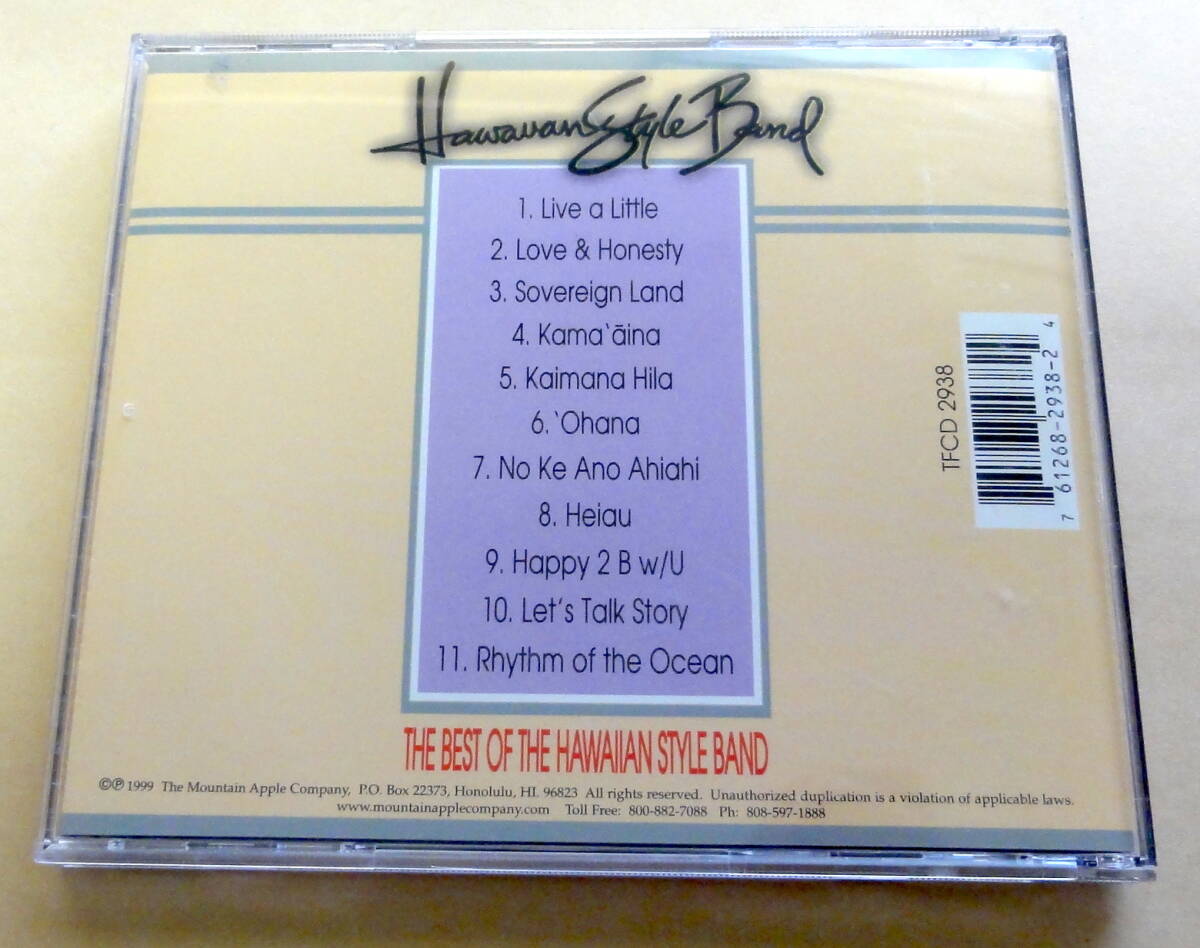 Hawaiian Style Band
1. Live a Little
2. Love & Honesty
3. Sovereign Land
4. Kama`āina
5. Kaimana Hila
6. `Ohana
7. No Ke Ano Ahiahi
8. Heiau
9. Happy 2 B w/U
10. Let's Talk Story
11. Rhythm of the Ocean
TFCD 2938
7 61268-2938-2 4
THE BEST OF THE HAWAIIAN STYLE BAND
©℗ 1999 The Mountain Apple Company, P.O. Box 22373, Honolulu, HI. 96823 All rights reserved. Unauthorized duplication is a violation of applicable laws.
www.mountainapplecompany.com Toll Free: 800-882-7088 Ph: 808-597-1888